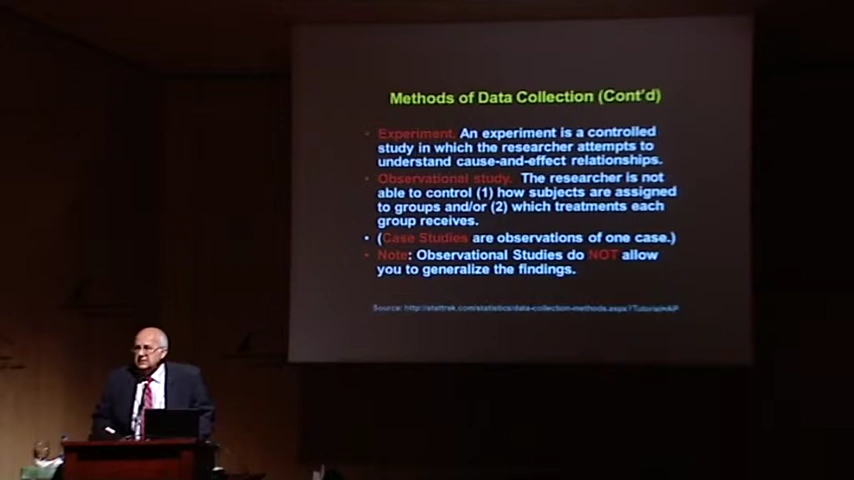 Methods of Data Collection (Cont'd)
• Experiment. An experiment is a controlled
study in which the researcher attempts to
understand cause-and-effect relationships.
• Observational study. The researcher is not
able to control (1) how subjects are assigned
to groups and/or (2) which treatments each
group receives.
• (Case Studies are observations of one case.)
• Note: Observational Studies do NOT allow
you to generalize the findings.
Source: http://stattrek.com/statistics/data-collection-methods.aspx?Tutorial=AP